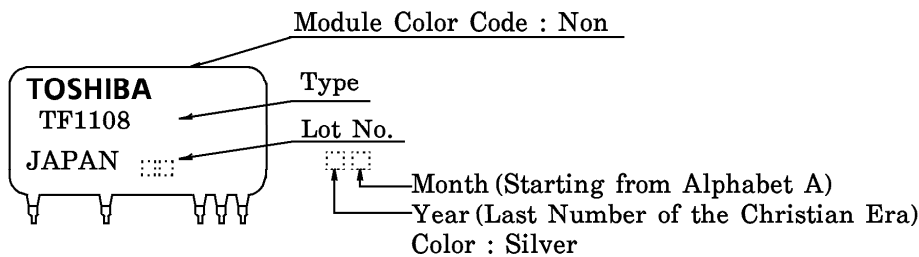 Module Color Code : Non
TOSHIBA
TF1108
JAPAN
Type
Lot No.
Month (Starting from Alphabet A)
Year (Last Number of the Christian Era)
Color : Silver